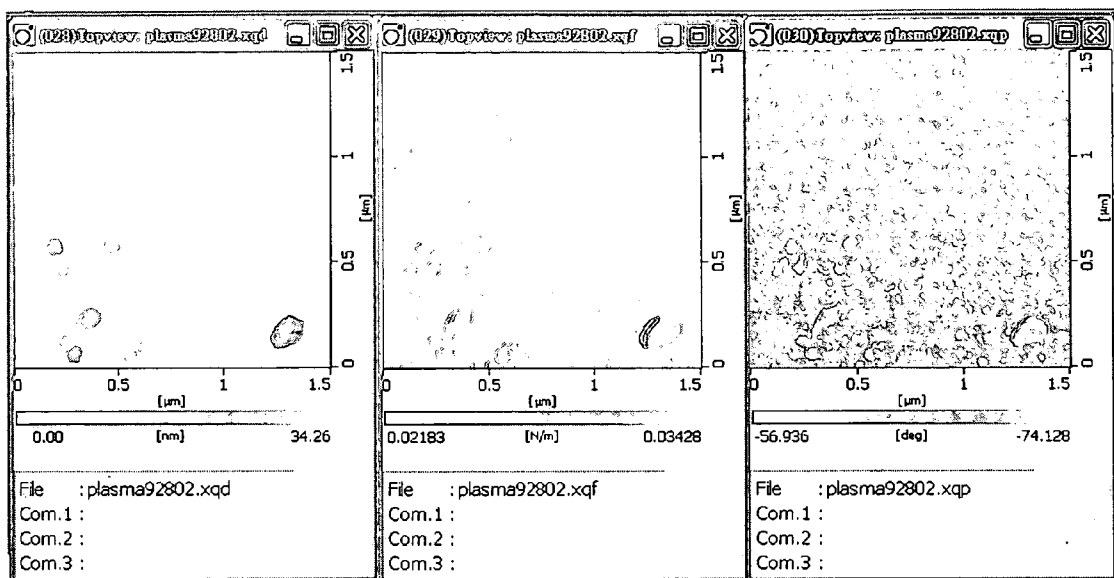 (028)Topview: plasma92802.xqd
1.5
1
[µm]
0.5
0
0 0.5 1 1.5
[µm]
0.00 [nm] 34.26
File : plasma92802.xqd
Com.1 :
Com.2 :
Com.3 :
(029)Topview: plasma92802.xqf
1.5
1
[µm]
0.5
0
0 0.5 1 1.5
[µm]
0.02183 [N/m] 0.03428
File : plasma92802.xqf
Com.1 :
Com.2 :
Com.3 :
(030)Topview: plasma92802.xqp
1.5
1
[µm]
0.5
0
0 0.5 1 1.5
[µm]
-56.936 [deg] -74.128
File : plasma92802.xqp
Com.1 :
Com.2 :
Com.3 :